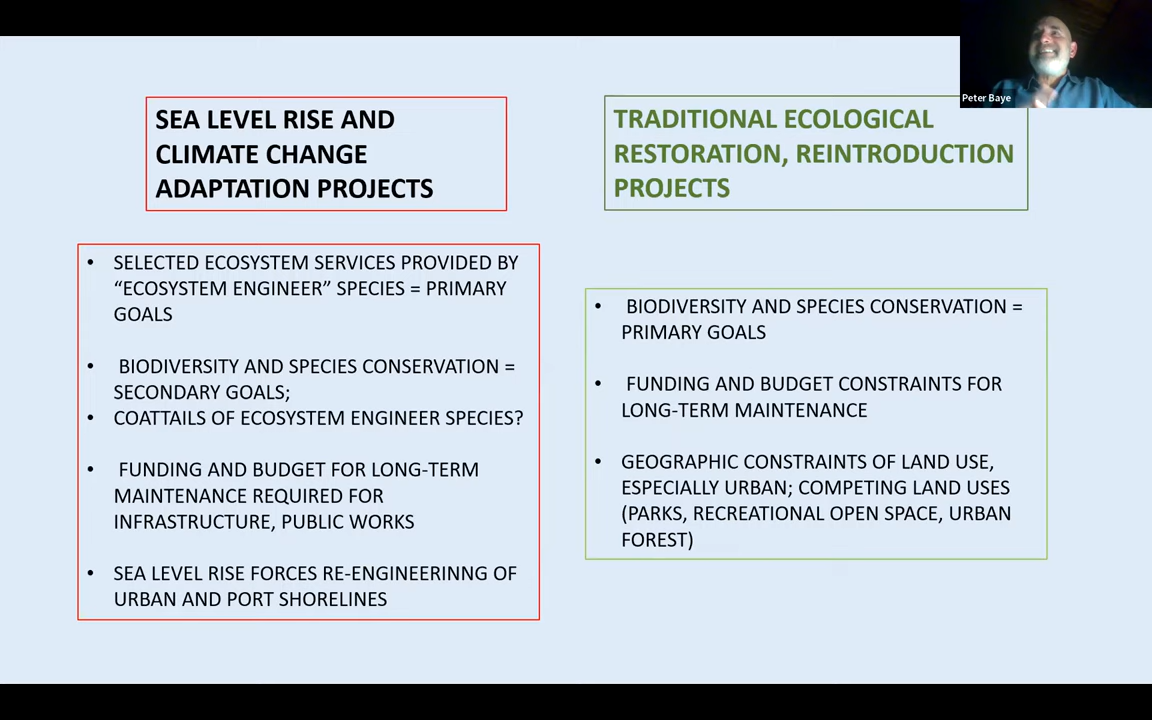 Peter Baye
SEA LEVEL RISE AND
CLIMATE CHANGE
ADAPTATION PROJECTS
TRADITIONAL ECOLOGICAL
RESTORATION, REINTRODUCTION
PROJECTS
• SELECTED ECOSYSTEM SERVICES PROVIDED BY
“ECOSYSTEM ENGINEER” SPECIES = PRIMARY
GOALS
• BIODIVERSITY AND SPECIES CONSERVATION =
SECONDARY GOALS;
• COATTAILS OF ECOSYSTEM ENGINEER SPECIES?
• FUNDING AND BUDGET FOR LONG-TERM
MAINTENANCE REQUIRED FOR
INFRASTRUCTURE, PUBLIC WORKS
• SEA LEVEL RISE FORCES RE-ENGINEERINNG OF
URBAN AND PORT SHORELINES
• BIODIVERSITY AND SPECIES CONSERVATION =
PRIMARY GOALS
• FUNDING AND BUDGET CONSTRAINTS FOR
LONG-TERM MAINTENANCE
• GEOGRAPHIC CONSTRAINTS OF LAND USE,
ESPECIALLY URBAN; COMPETING LAND USES
(PARKS, RECREATIONAL OPEN SPACE, URBAN
FOREST)